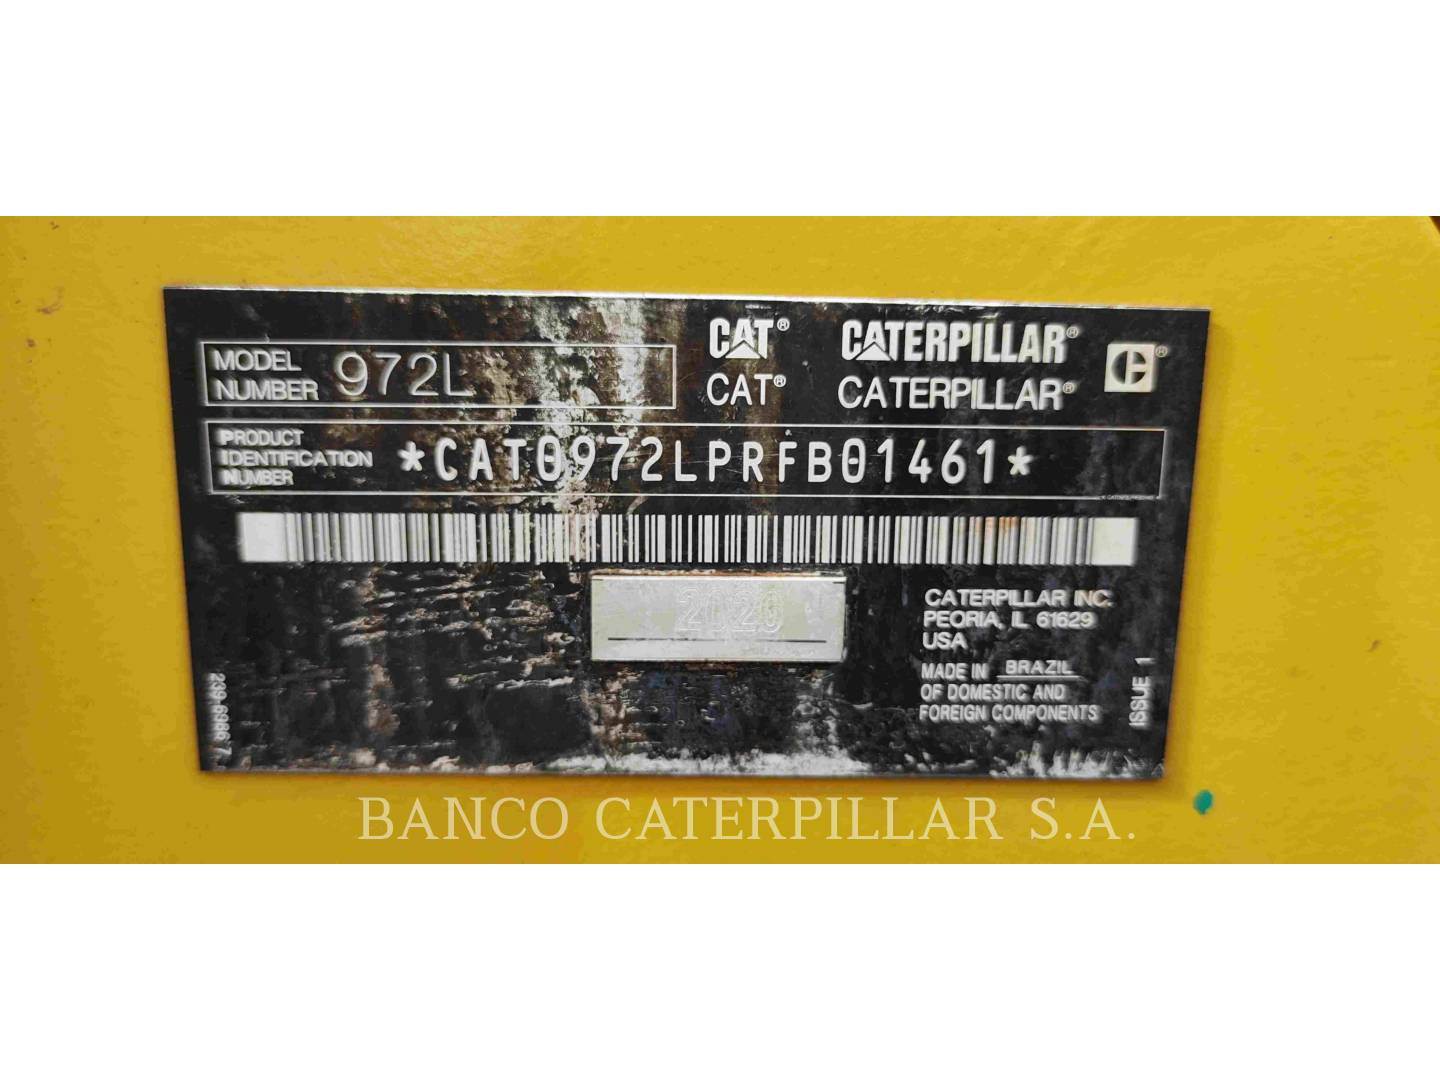 MODEL NUMBER 972L
CAT® CATERPILLAR® ®
CAT® CATERPILLAR®
PRODUCT IDENTIFICATION NUMBER *CAT0972LPRFB01461*
2020
CATERPILLAR INC.
PEORIA, IL 61629
USA
MADE IN BRAZIL
OF DOMESTIC AND
FOREIGN COMPONENTS
ISSUE 1
BANCO CATERPILLAR S.A.